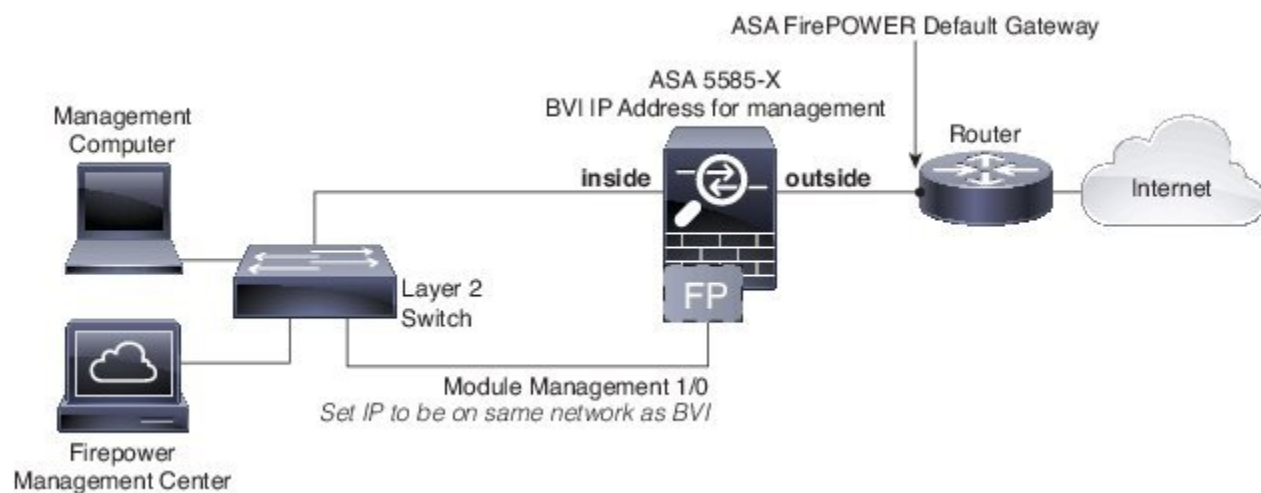 ASA FirePOWER Default Gateway
ASA 5585-X
BVI IP Address for management
Management
Computer
Router
inside
outside
Internet
Layer 2
Switch
FP
Module Management 1/0
Set IP to be on same network as BVI
Firepower
Management Center